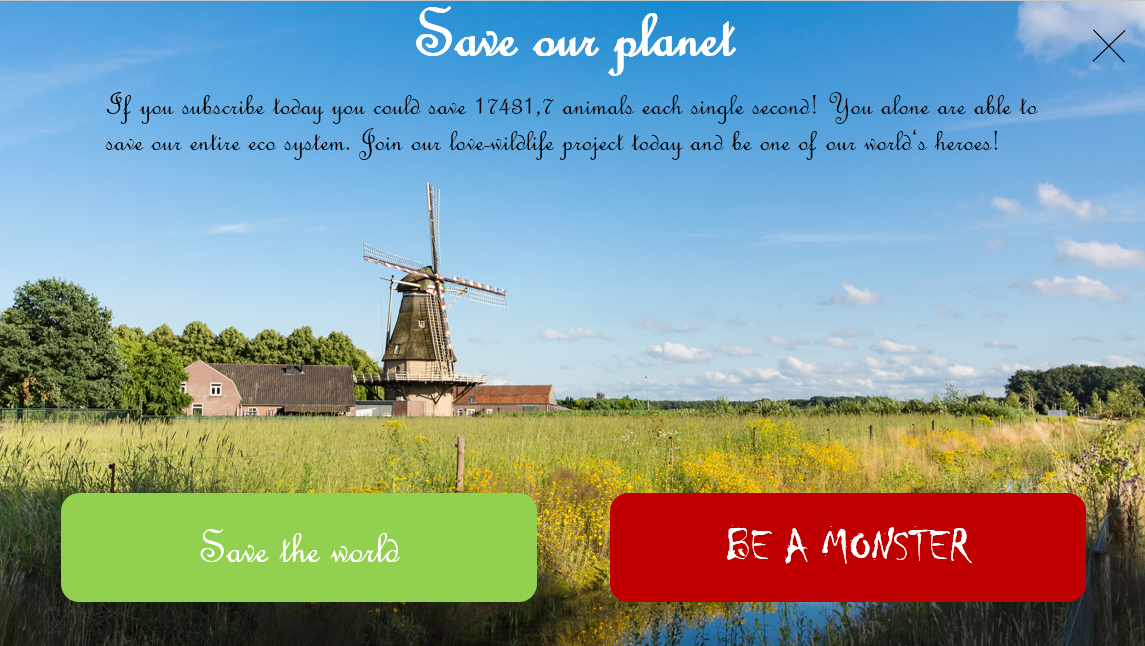 Save our planet
If you subscribe today you could save 17431,7 animals each single second! You alone are able to
save our entire eco system. Join our love-wildlife project today and be one of our world's heroes!
Save the world
BE A MONSTER